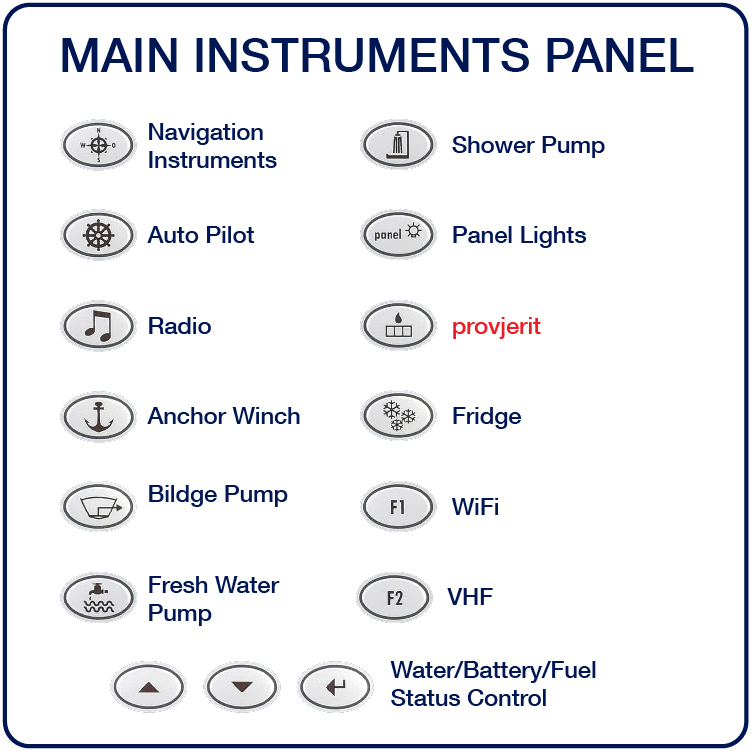 MAIN INSTRUMENTS PANEL
N
W O
S
Navigation
Instruments
Shower Pump
Auto Pilot
panel
Panel Lights
Radio
provjerit
Anchor Winch
Fridge
Bildge Pump
F1
WiFi
Fresh Water
Pump
F2
VHF
Water/Battery/Fuel
Status Control